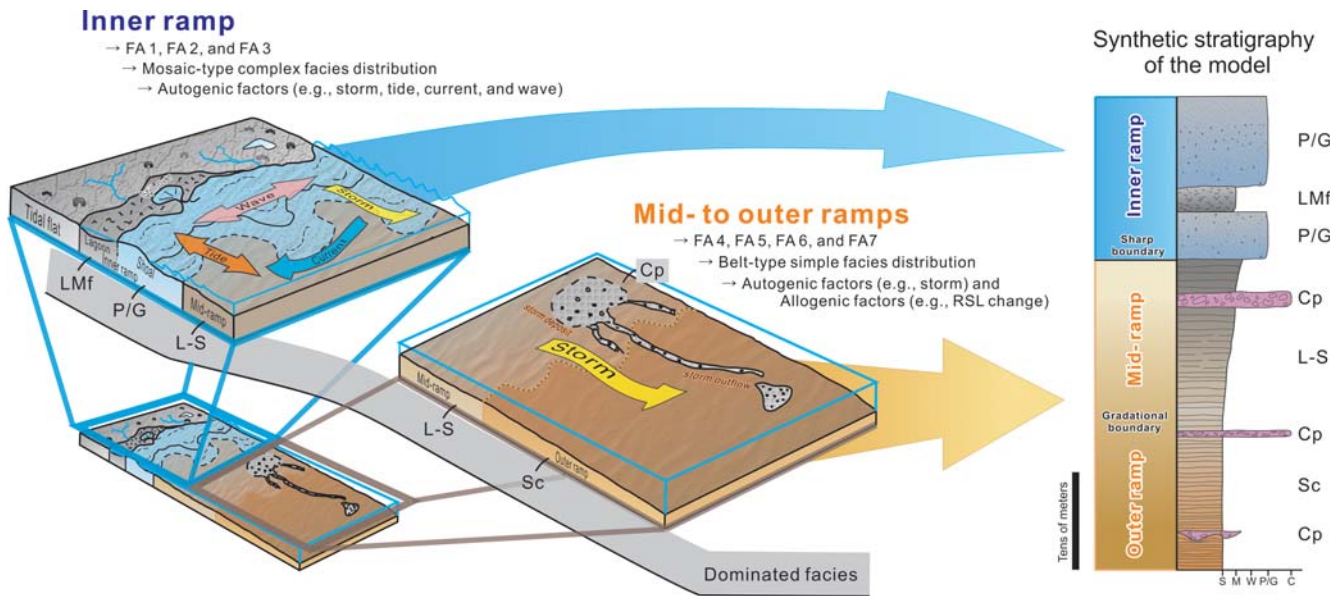 Inner ramp
→ FA 1, FA 2, and FA 3
→ Mosaic-type complex facies distribution
→ Autogenic factors (e.g., storm, tide, current, and wave)
Wave
Storm
Tide
Current
Tidal flat
Lagoon
Shoal
Inner ramp
Mid-ramp
LMf
P/G
L-S
Mid- to outer ramps
→ FA 4, FA 5, FA 6, and FA7
→ Belt-type simple facies distribution
→ Autogenic factors (e.g., storm) and
Allogenic factors (e.g., RSL change)
Cp
storm deposit
Storm
storm outflow
Mid-ramp
Outer ramp
L-S
Sc
Dominated facies
Synthetic stratigraphy
of the model
Inner ramp
Sharp
boundary
Mid- ramp
Gradational
boundary
Outer ramp
P/G
LMf
P/G
Cp
L-S
Cp
Sc
Cp
Tens of meters
S M W P/G C